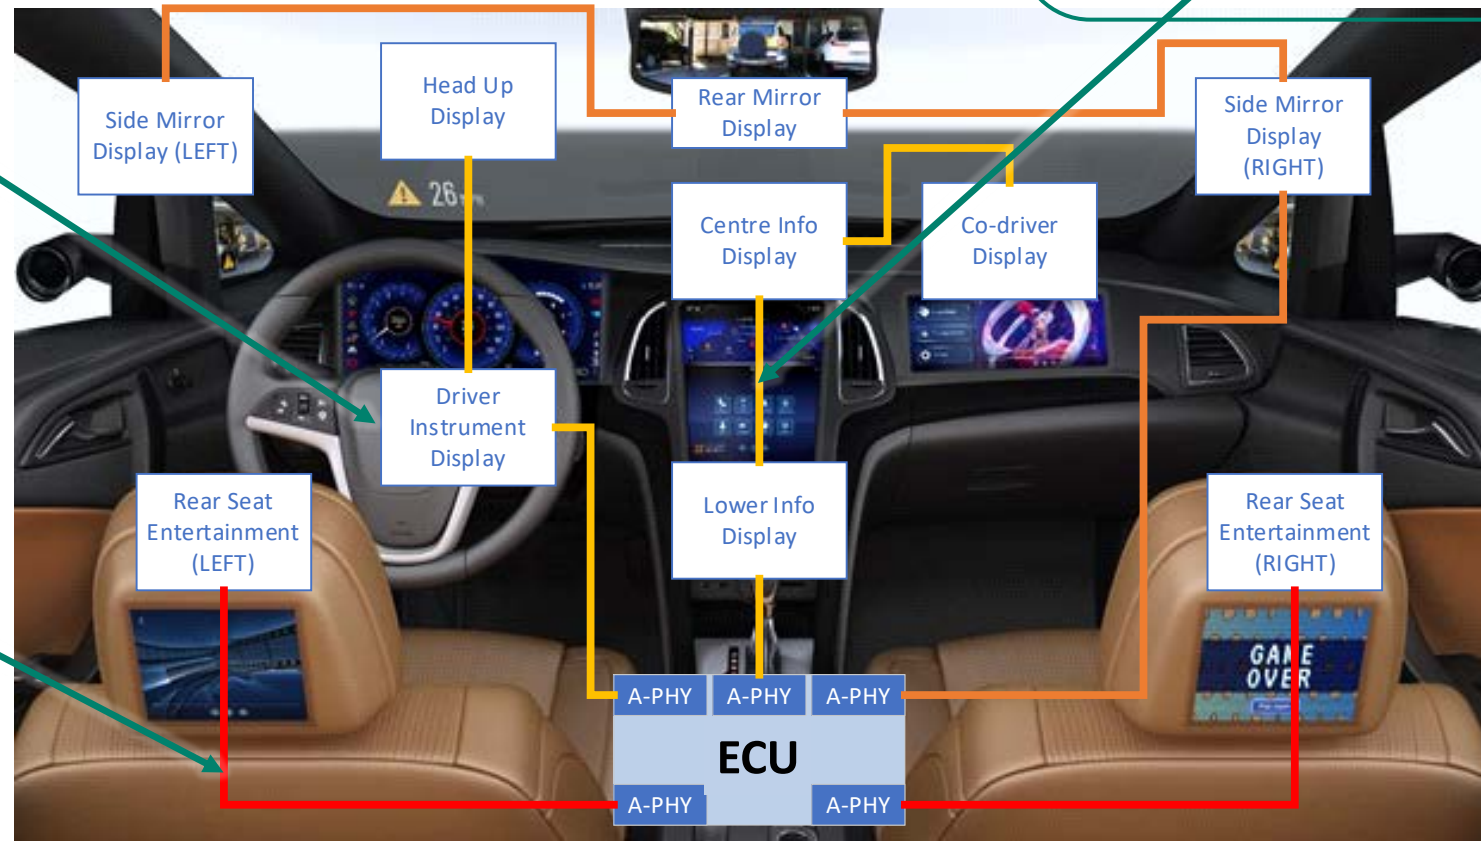 Side Mirror
Display (LEFT)
Head Up
Display
Rear Mirror
Display
Side Mirror
Display
(RIGHT)
26
Centre Info
Display
Co-driver
Display
Driver
Instrument
Display
Rear Seat
Entertainment
(LEFT)
Lower Info
Display
Rear Seat
Entertainment
(RIGHT)
GAME
OVER
A-PHY
A-PHY
A-PHY
ECU
A-PHY
A-PHY